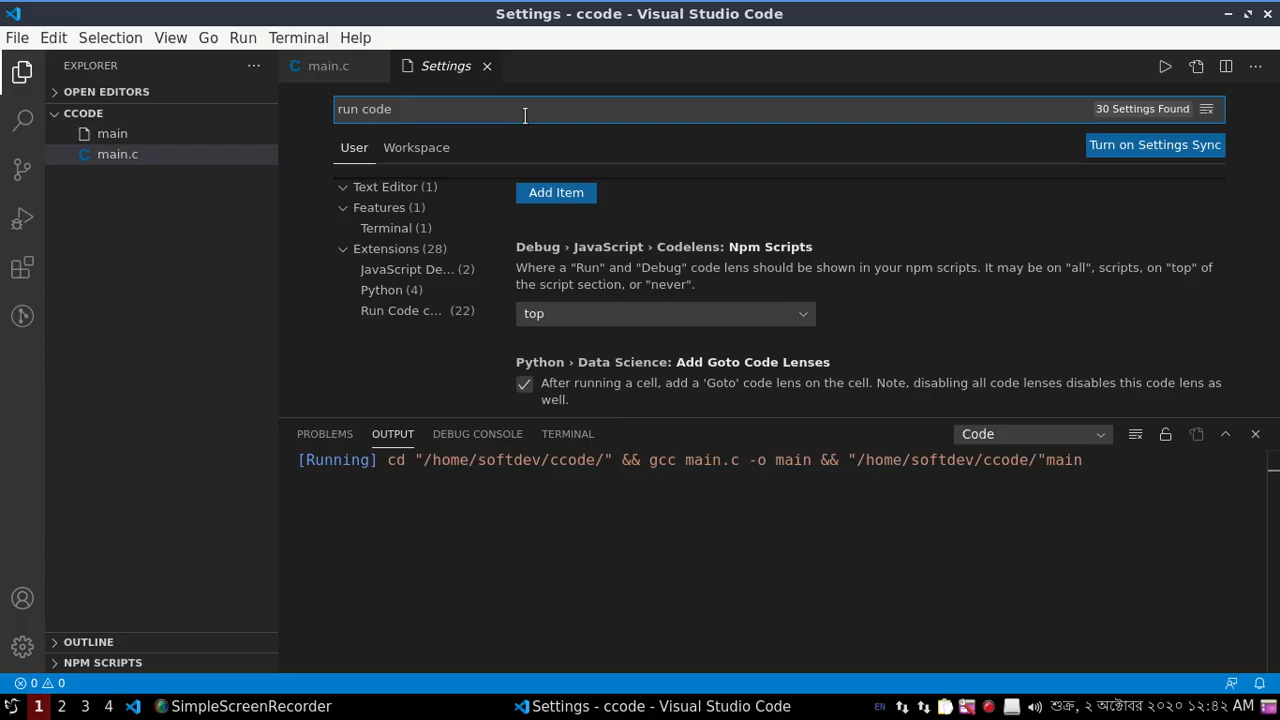 Settings - ccode - Visual Studio Code
File Edit Selection View Go Run Terminal Help
EXPLORER
OPEN EDITORS
CCODE
main
main.c
OUTLINE
NPM SCRIPTS
main.c
Settings
run code
30 Settings Found
User
Workspace
Turn on Settings Sync
Text Editor (1)
Features (1)
Terminal (1)
Extensions (28)
JavaScript De... (2)
Python (4)
Run Code c... (22)
Add Item
Debug › JavaScript › Codelens: Npm Scripts
Where a "Run" and "Debug" code lens should be shown in your npm scripts. It may be on "all", scripts, on "top" of
the script section, or "never".
top
Python › Data Science: Add Goto Code Lenses
After running a cell, add a 'Goto' code lens on the cell. Note, disabling all code lenses disables this code lens as
well.
PROBLEMS OUTPUT DEBUG CONSOLE TERMINAL
Code
[Running] cd "/home/softdev/ccode/" && gcc main.c -o main && "/home/softdev/ccode/"main
0 0
1 2 3 4 SimpleScreenRecorder Settings - ccode - Visual Studio Code EN শুক্র, ২ অক্টোবর ২০২০ ১২:৪২ AM